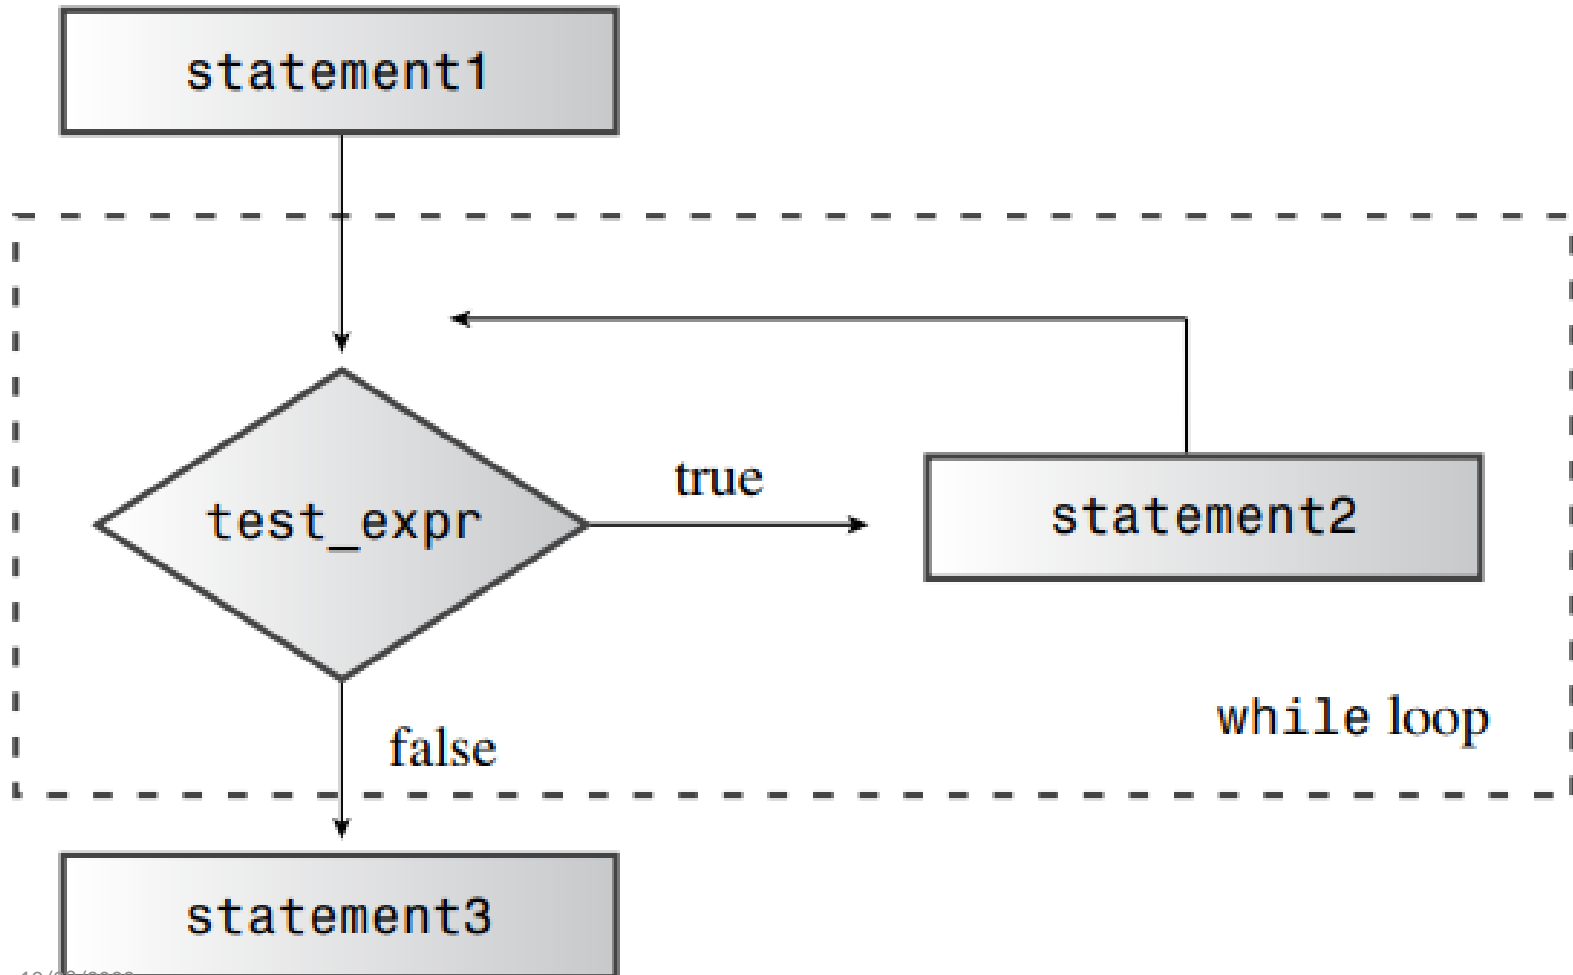 statement1
true
test_expr
statement2
while loop
false
statement3